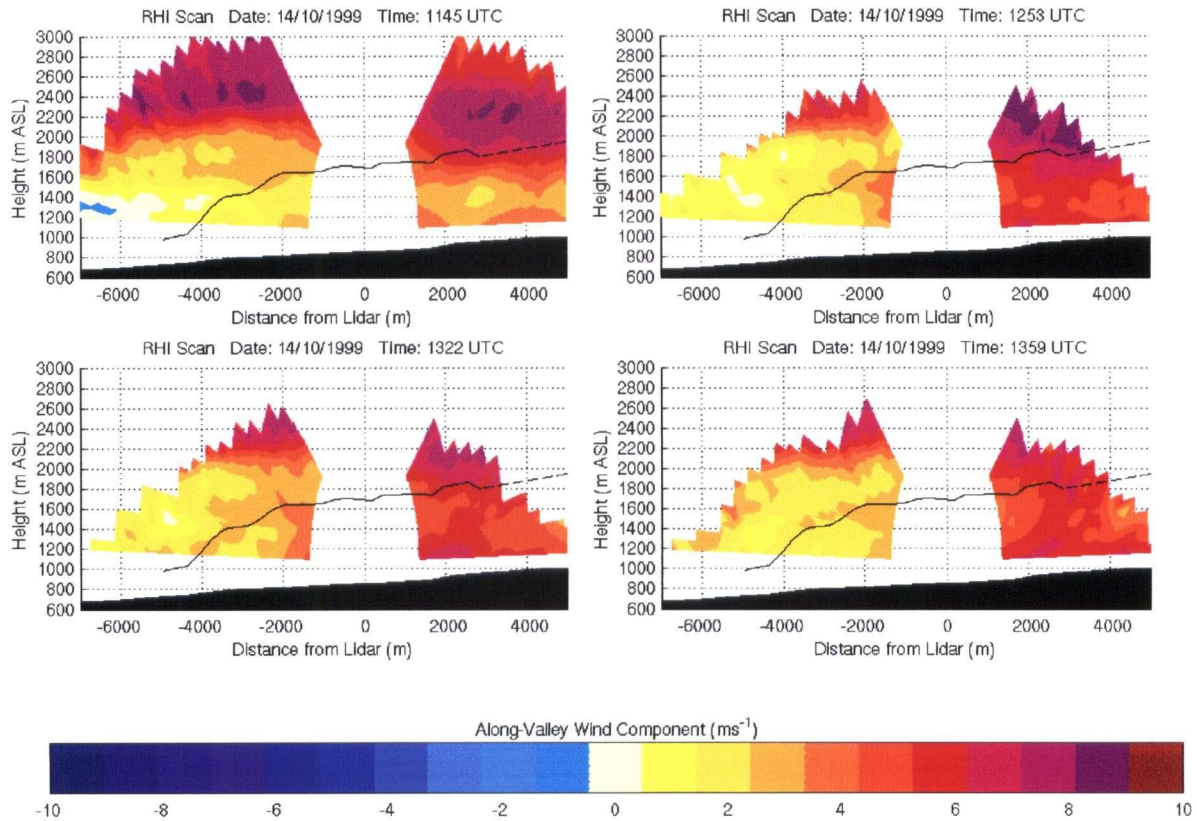 RHI Scan Date: 14/10/1999 Time: 1145 UTC
3000
2800
2600
2400
2200
2000
1800
1600
1400
1200
1000
800
600
Height (m ASL)
-6000 -4000 -2000 0 2000 4000
Distance from Lidar (m)
RHI Scan Date: 14/10/1999 Time: 1253 UTC
3000
2800
2600
2400
2200
2000
1800
1600
1400
1200
1000
800
600
Height (m ASL)
-6000 -4000 -2000 0 2000 4000
Distance from Lidar (m)
RHI Scan Date: 14/10/1999 Time: 1322 UTC
3000
2800
2600
2400
2200
2000
1800
1600
1400
1200
1000
800
600
Height (m ASL)
-6000 -4000 -2000 0 2000 4000
Distance from Lidar (m)
RHI Scan Date: 14/10/1999 Time: 1359 UTC
3000
2800
2600
2400
2200
2000
1800
1600
1400
1200
1000
800
600
Height (m ASL)
-6000 -4000 -2000 0 2000 4000
Distance from Lidar (m)
Along-Valley Wind Component (ms⁻¹)
-10 -8 -6 -4 -2 0 2 4 6 8 10